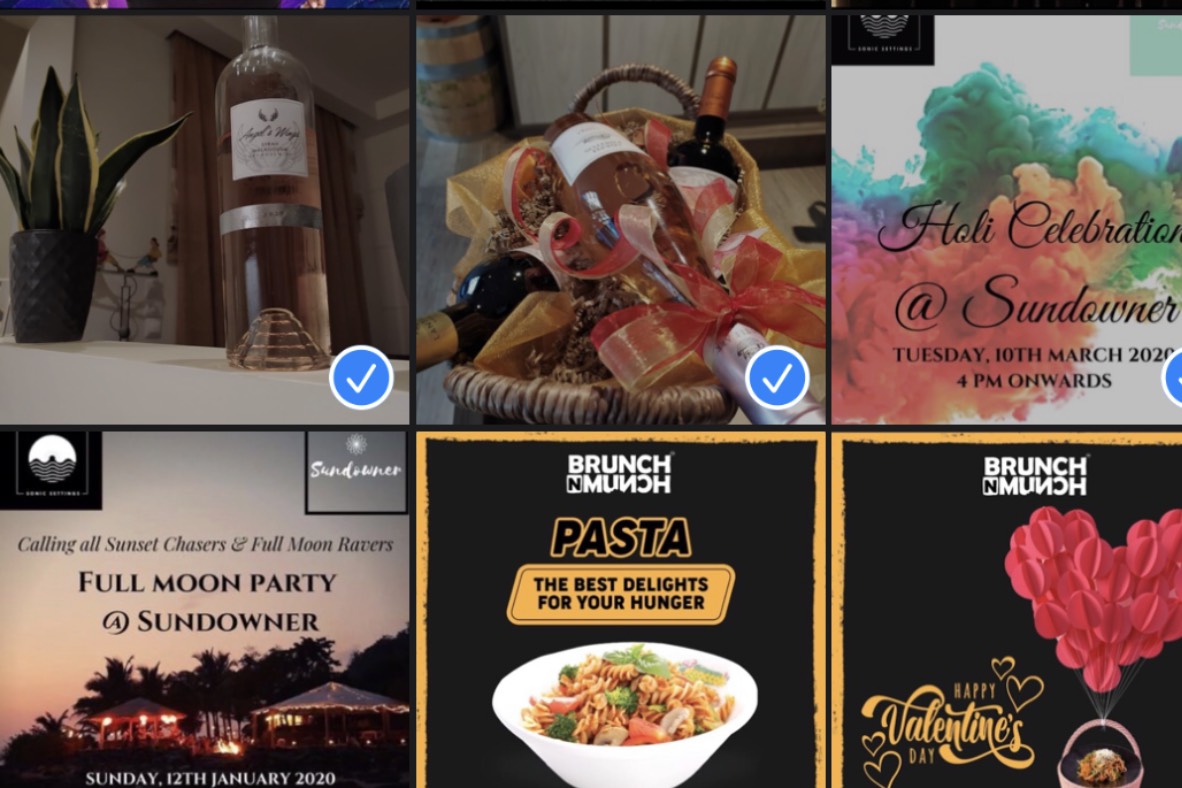 Angel's Wings
SONIC SETTINGS
Holi Celebration
@ Sundowner
TUESDAY, 10TH MARCH 2020
4 PM ONWARDS
SONIC SETTINGS
Sundowner
Calling all Sunset Chasers & Full Moon Ravers
FULL MOON PARTY
@ SUNDOWNER
SUNDAY, 12TH JANUARY 2020
BRUNCH
N MUNCH
PASTA
THE BEST DELIGHTS
FOR YOUR HUNGER
BRUNCH
N MUNCH
HAPPY
Valentine's
DAY